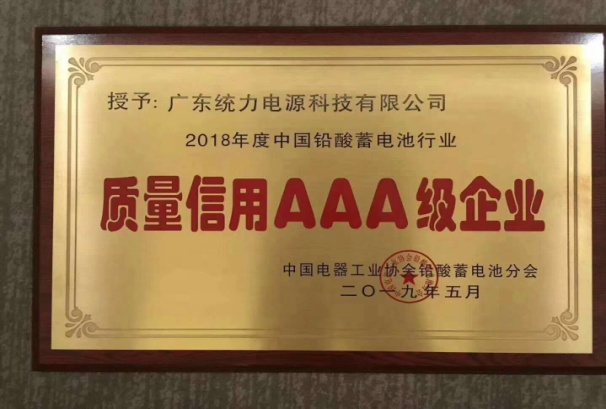 授予: 广东统力电源科技有限公司
2018年度中国铅酸蓄电池行业
质量信用AAA级企业
中国电器工业协会铅酸蓄电池分会
二〇一九年五月